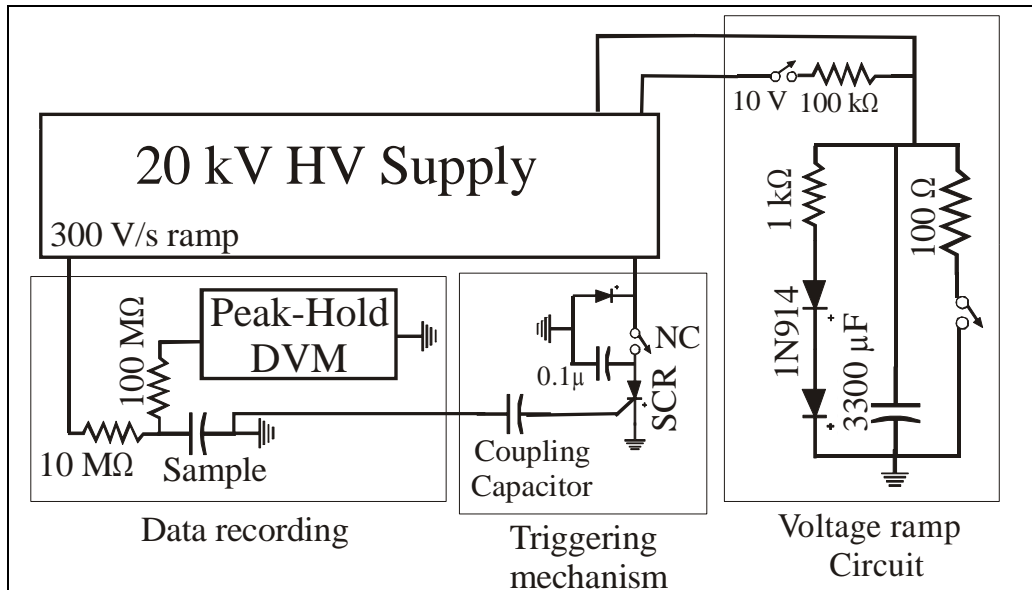 10 V
100 kΩ
20 kV HV Supply
300 V/s ramp
1 kΩ
100 Ω
1N914
3300 µF
Peak-Hold
DVM
100 MΩ
10 MΩ
Sample
NC
0.1µ
SCR
Coupling
Capacitor
Data recording
Triggering
mechanism
Voltage ramp
Circuit